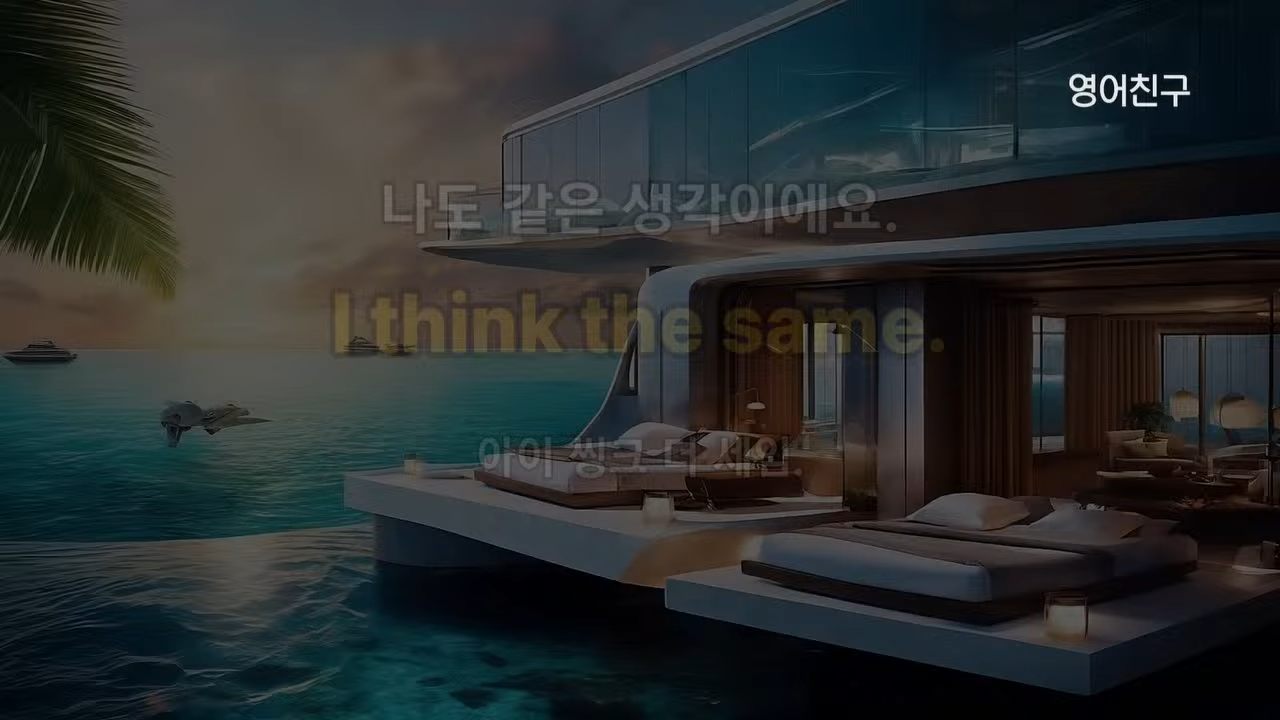 영어친구
나도 같은 생각이에요.
I think the same.
아이 씽크 더 세임.